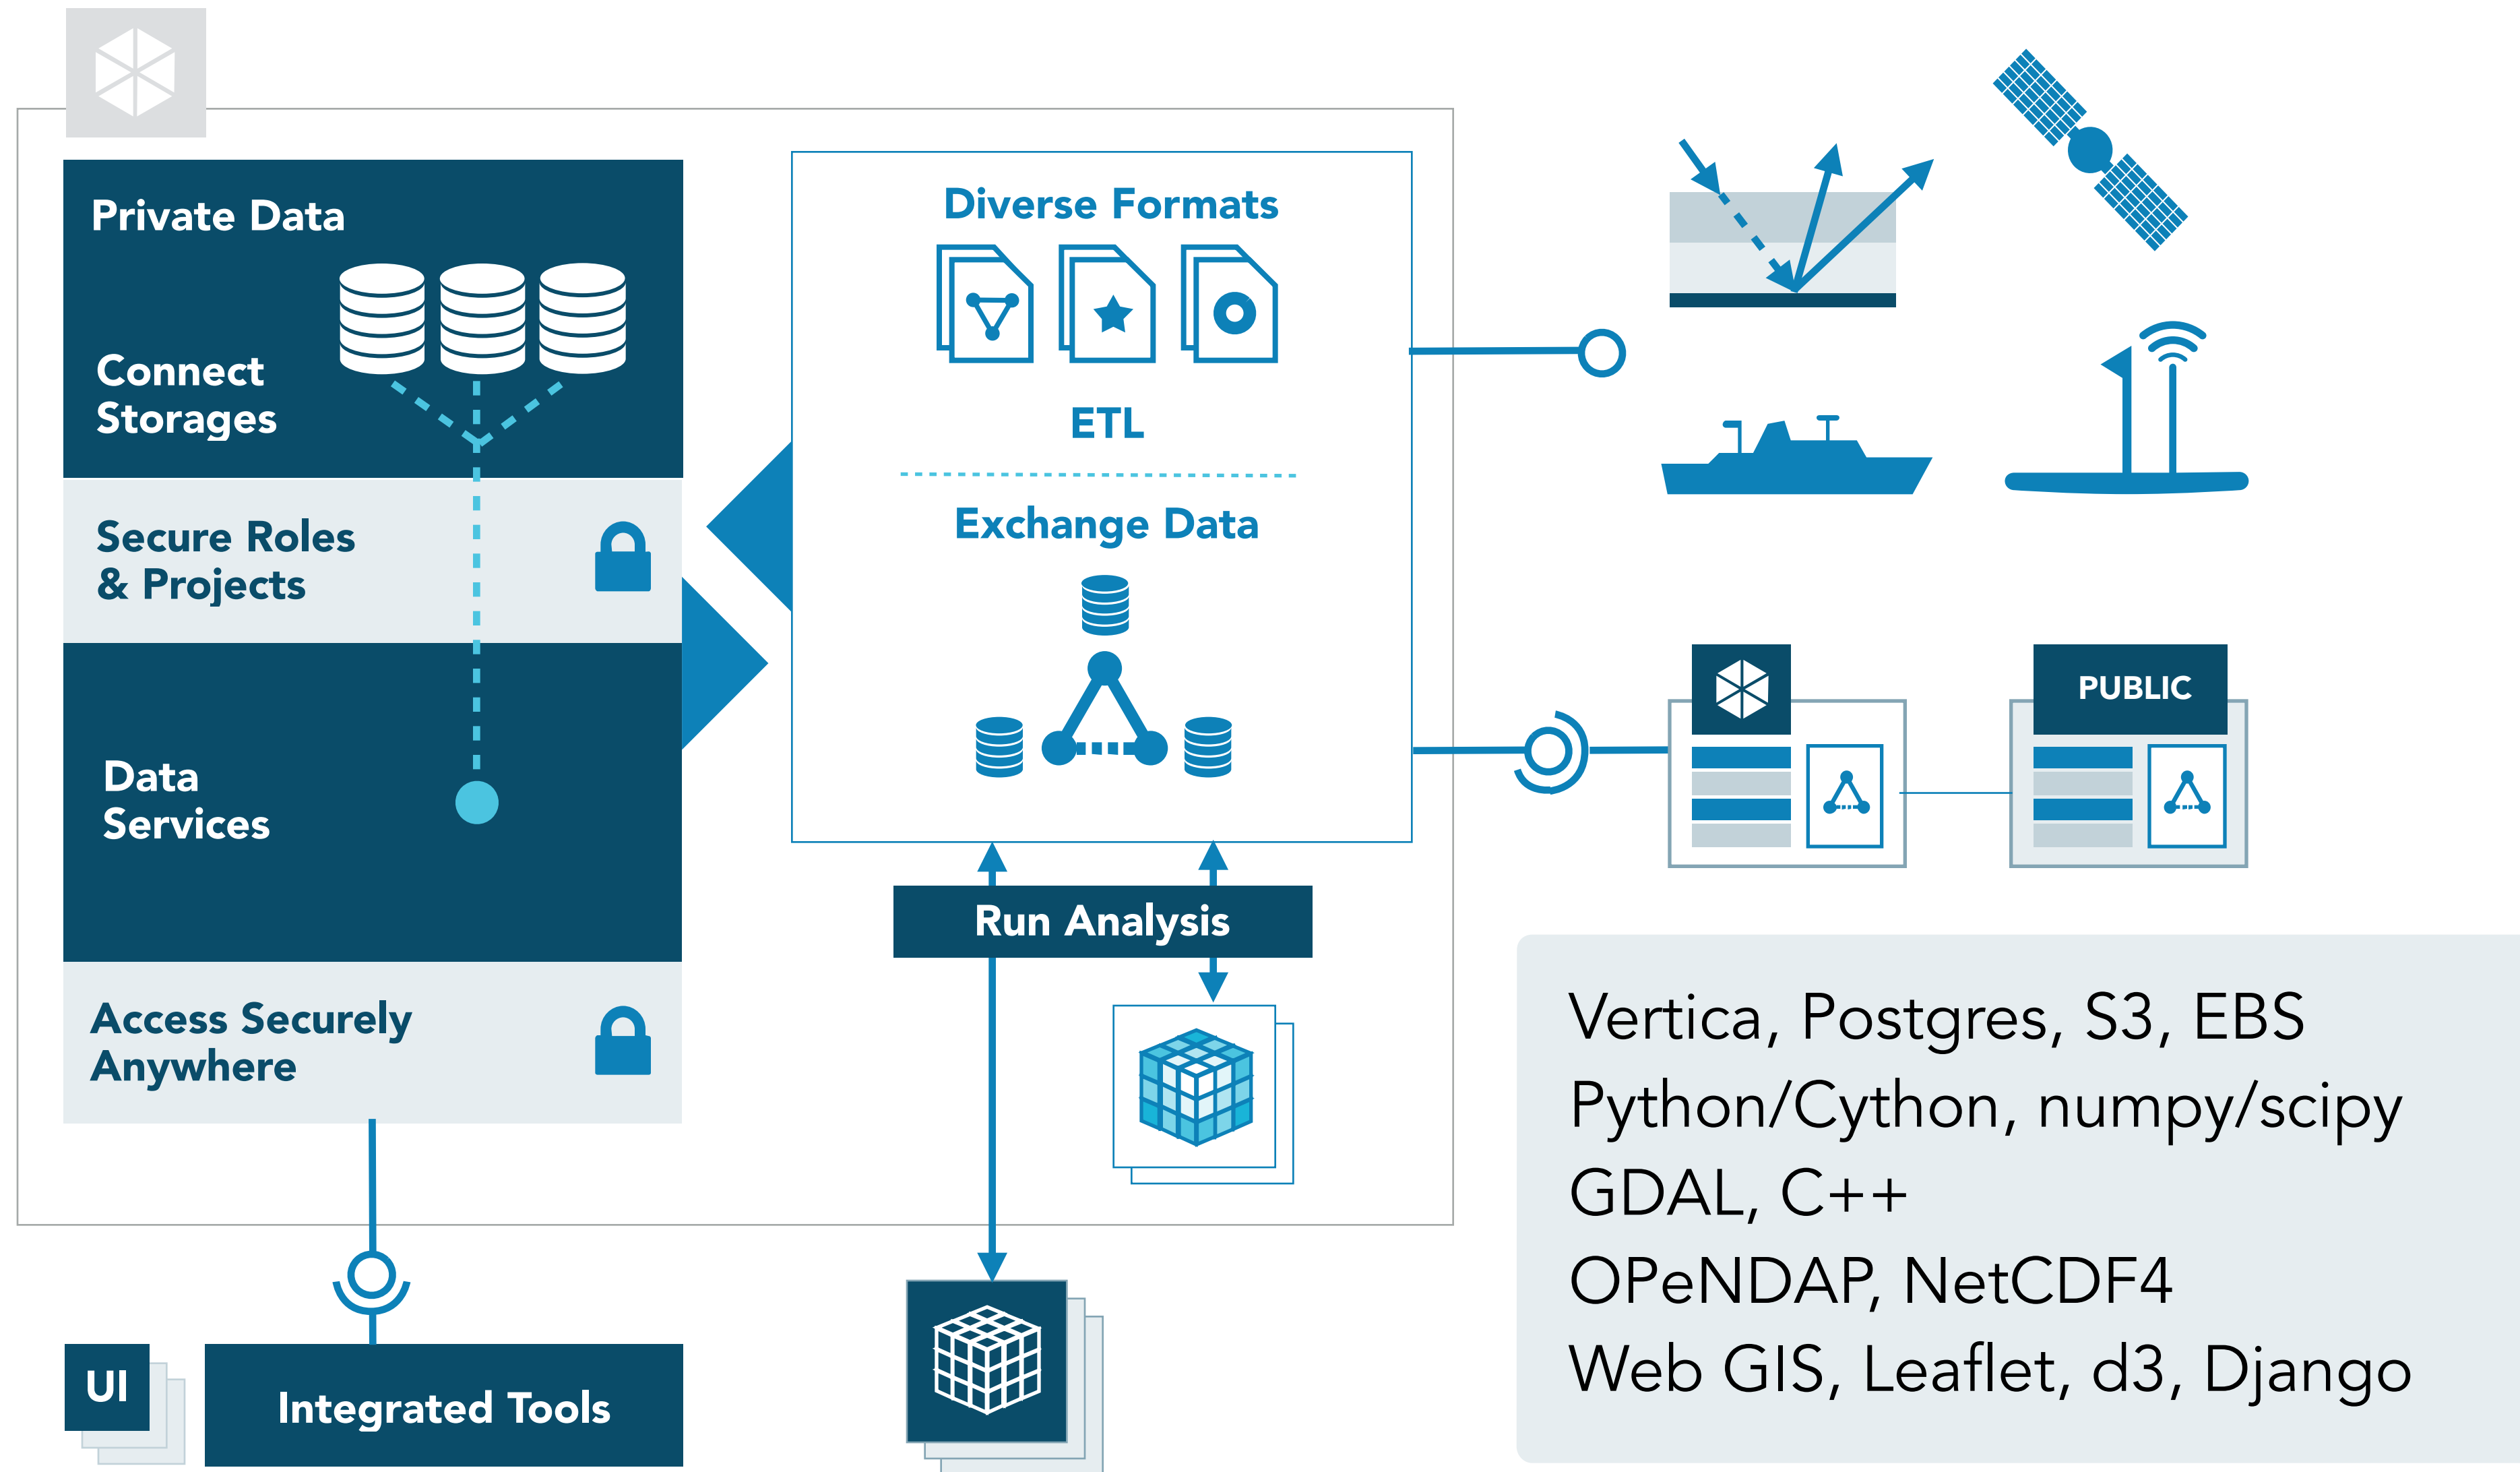 Private Data
Connect
Storages
Secure Roles
& Projects
Data
Services
Access Securely
Anywhere
UI
Integrated Tools
Diverse Formats
ETL
Exchange Data
Run Analysis
PUBLIC
Vertica, Postgres, S3, EBS
Python/Cython, numpy/scipy
GDAL, C++
OPeNDAP, NetCDF4
Web GIS, Leaflet, d3, Django